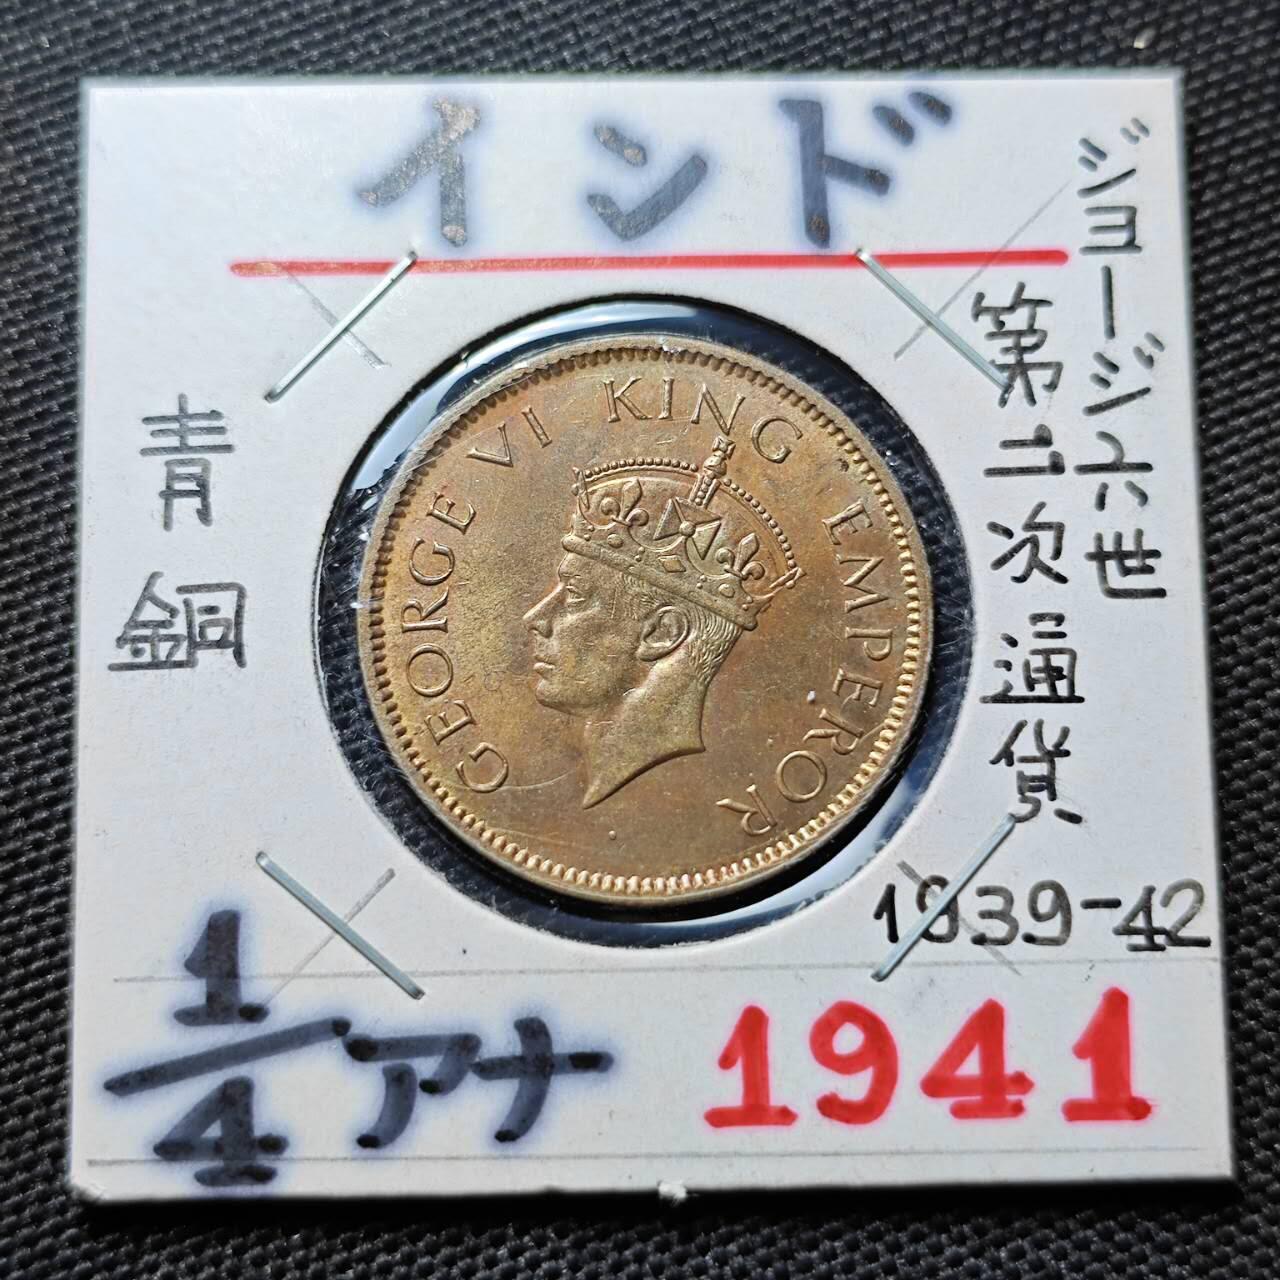 インド
ジョージ六世
第二次通貨
1939-42
青銅
GEORGE VI KING EMPEROR
1/4アナ
1941